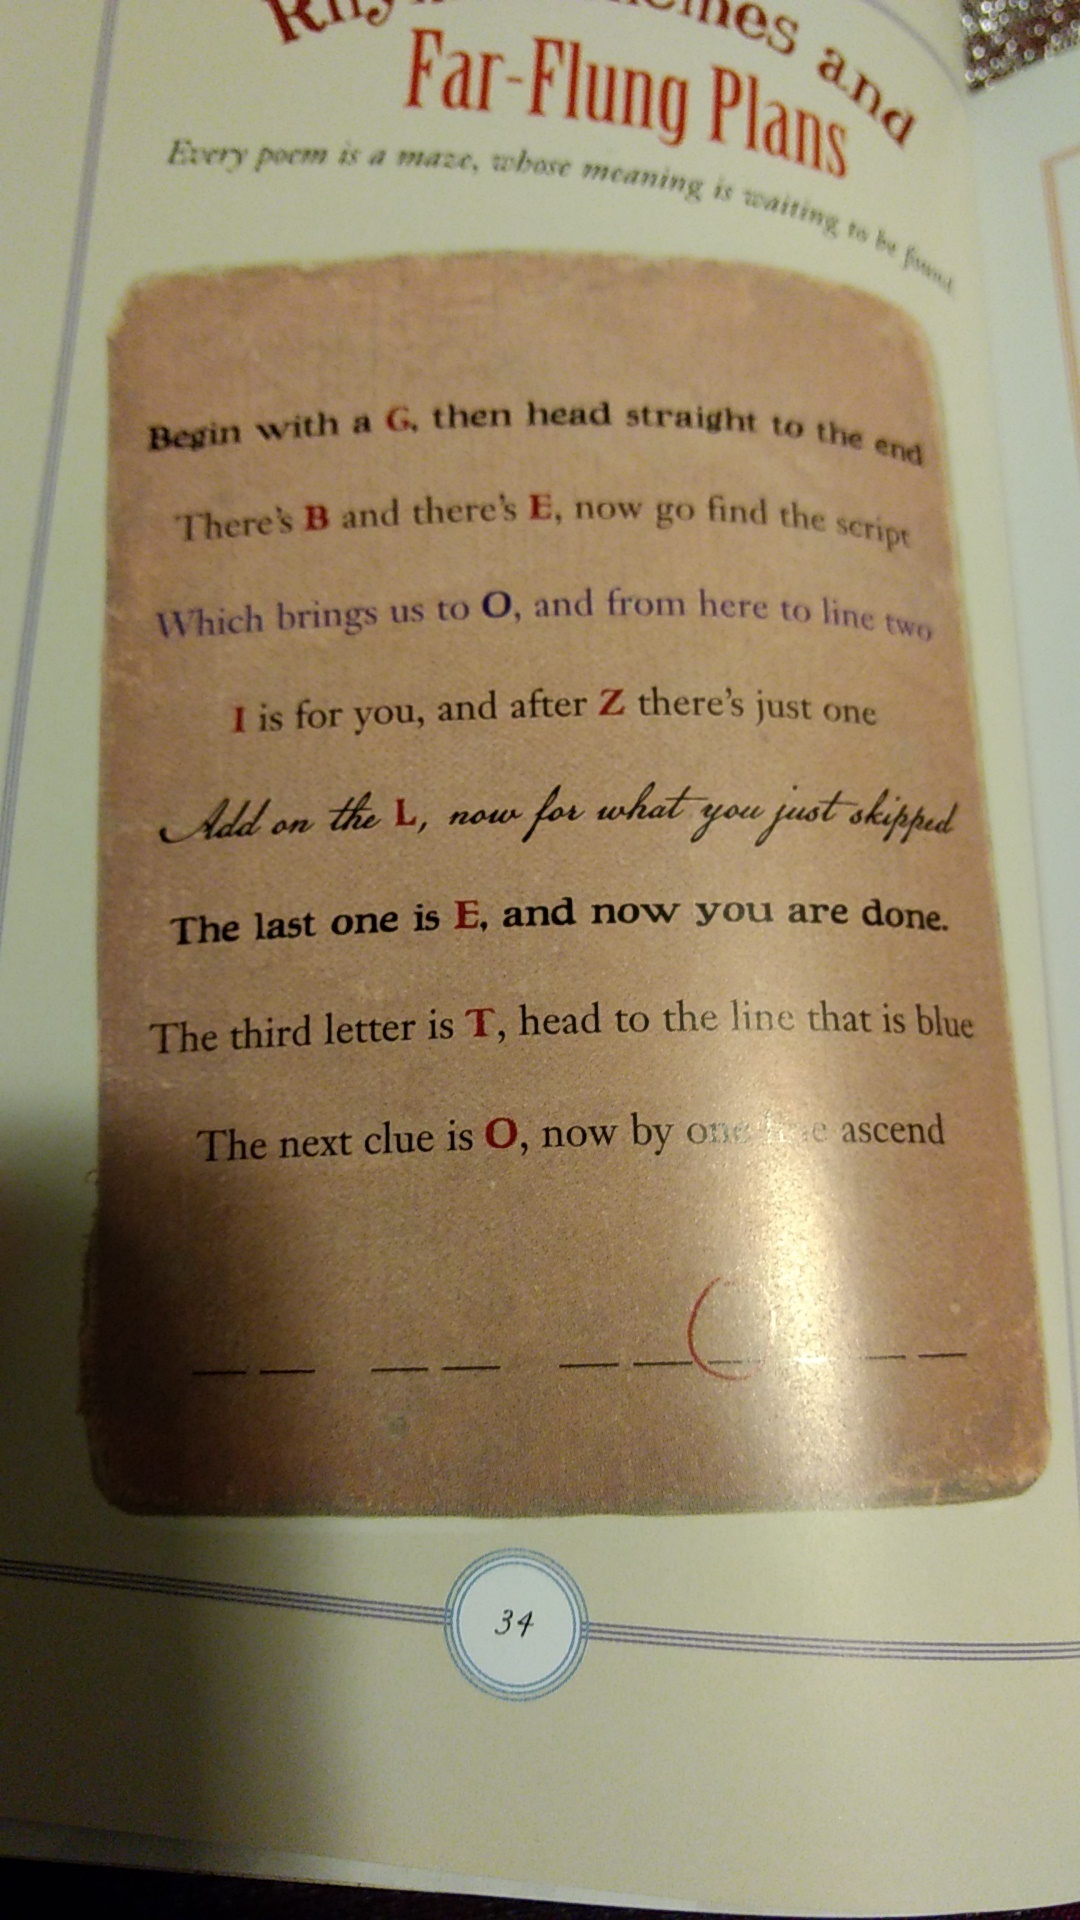 and
Far-Flung Plans
Every poem is a maze, whose meaning is waiting to be found
Begin with a G, then head straight to the end
There's B and there's E, now go find the script
Which brings us to O, and from here to line two
I is for you, and after Z there's just one
Add on the L, now for what you just skipped
The last one is E, and now you are done.
The third letter is T, head to the line that is blue
The next clue is O, now by one line ascend
34